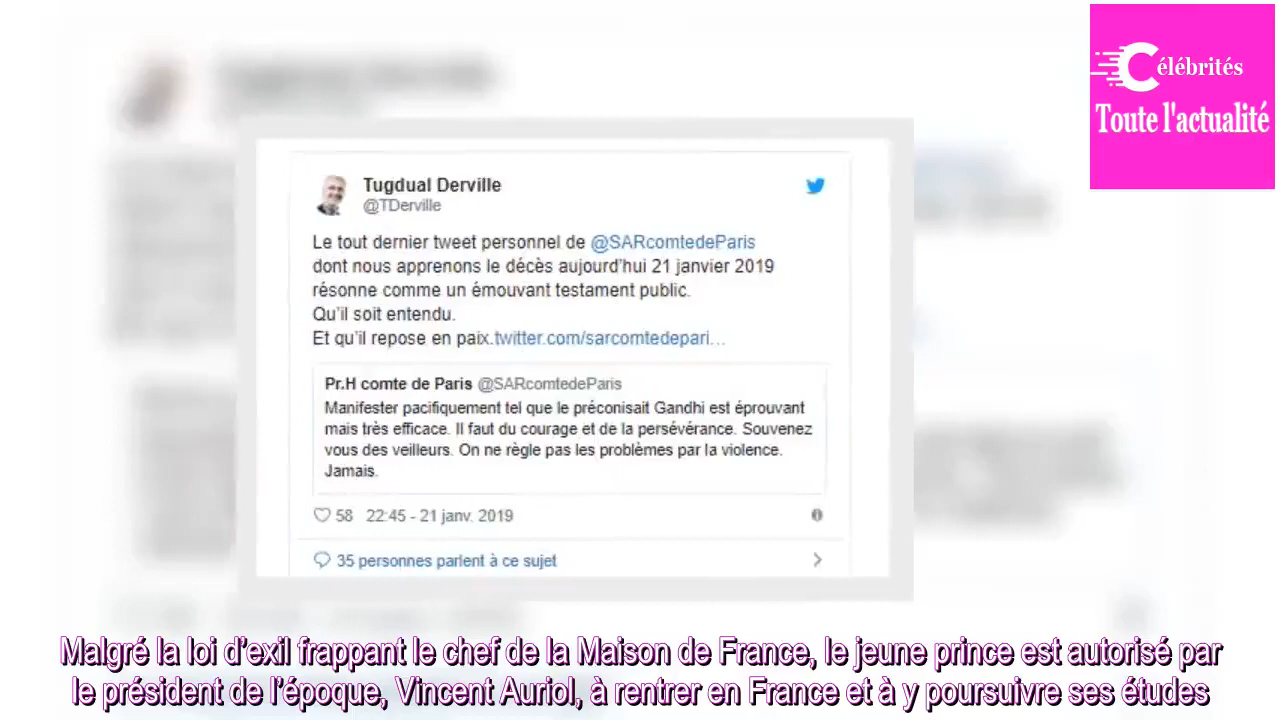 Célébrités
Toute l'actualité
Tugdual Derville
@TDerville
Le tout dernier tweet personnel de @SARcomtedeParis
dont nous apprenons le décès aujourd'hui 21 janvier 2019
résonne comme un émouvant testament public.
Qu'il soit entendu.
Et qu'il repose en paix.twitter.com/sarcomtedepari…
Pr.H comte de Paris @SARcomtedeParis
Manifester pacifiquement tel que le préconisait Gandhi est éprouvant
mais très efficace. Il faut du courage et de la persévérance. Souvenez
vous des veilleurs. On ne règle pas les problèmes par la violence.
Jamais.
58 22:45 - 21 janv. 2019
35 personnes parlent à ce sujet
Malgré la loi d'exil frappant le chef de la Maison de France, le jeune prince est autorisé par
le président de l'époque, Vincent Auriol, à rentrer en France et à y poursuivre ses études